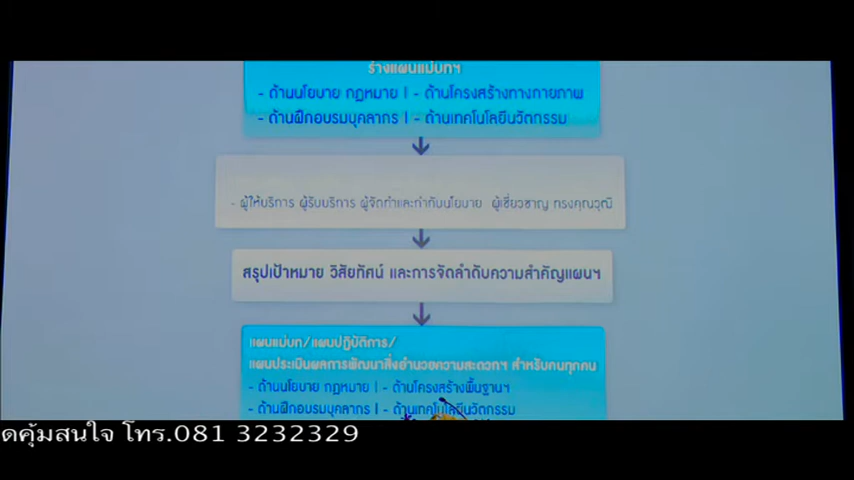 ร่างแผนแม่บทฯ
- ด้านนโยบาย กฎหมาย | - ด้านโครงสร้างทางกายภาพ
- ด้านฝึกอบรมบุคลากร | - ด้านเทคโนโลยีนวัตกรรม
- ผู้ให้บริการ ผู้รับบริการ ผู้จัดทำและกำกับนโยบาย ผู้เชี่ยวชาญ ทรงคุณวุฒิ
สรุปเป้าหมาย วิสัยทัศน์ และการจัดลำดับความสำคัญแผนฯ
แผนแม่บท/แผนปฏิบัติการ/
แผนประเมินผลการพัฒนาสิ่งอำนวยความสะดวกฯ สำหรับคนทุกคน
- ด้านนโยบาย กฎหมาย | - ด้านโครงสร้างพื้นฐานฯ
- ด้านฝึกอบรมบุคลากร | - ด้านเทคโนโลยีนวัตกรรม
ดคุ้มสนใจ โทร.081 3232329